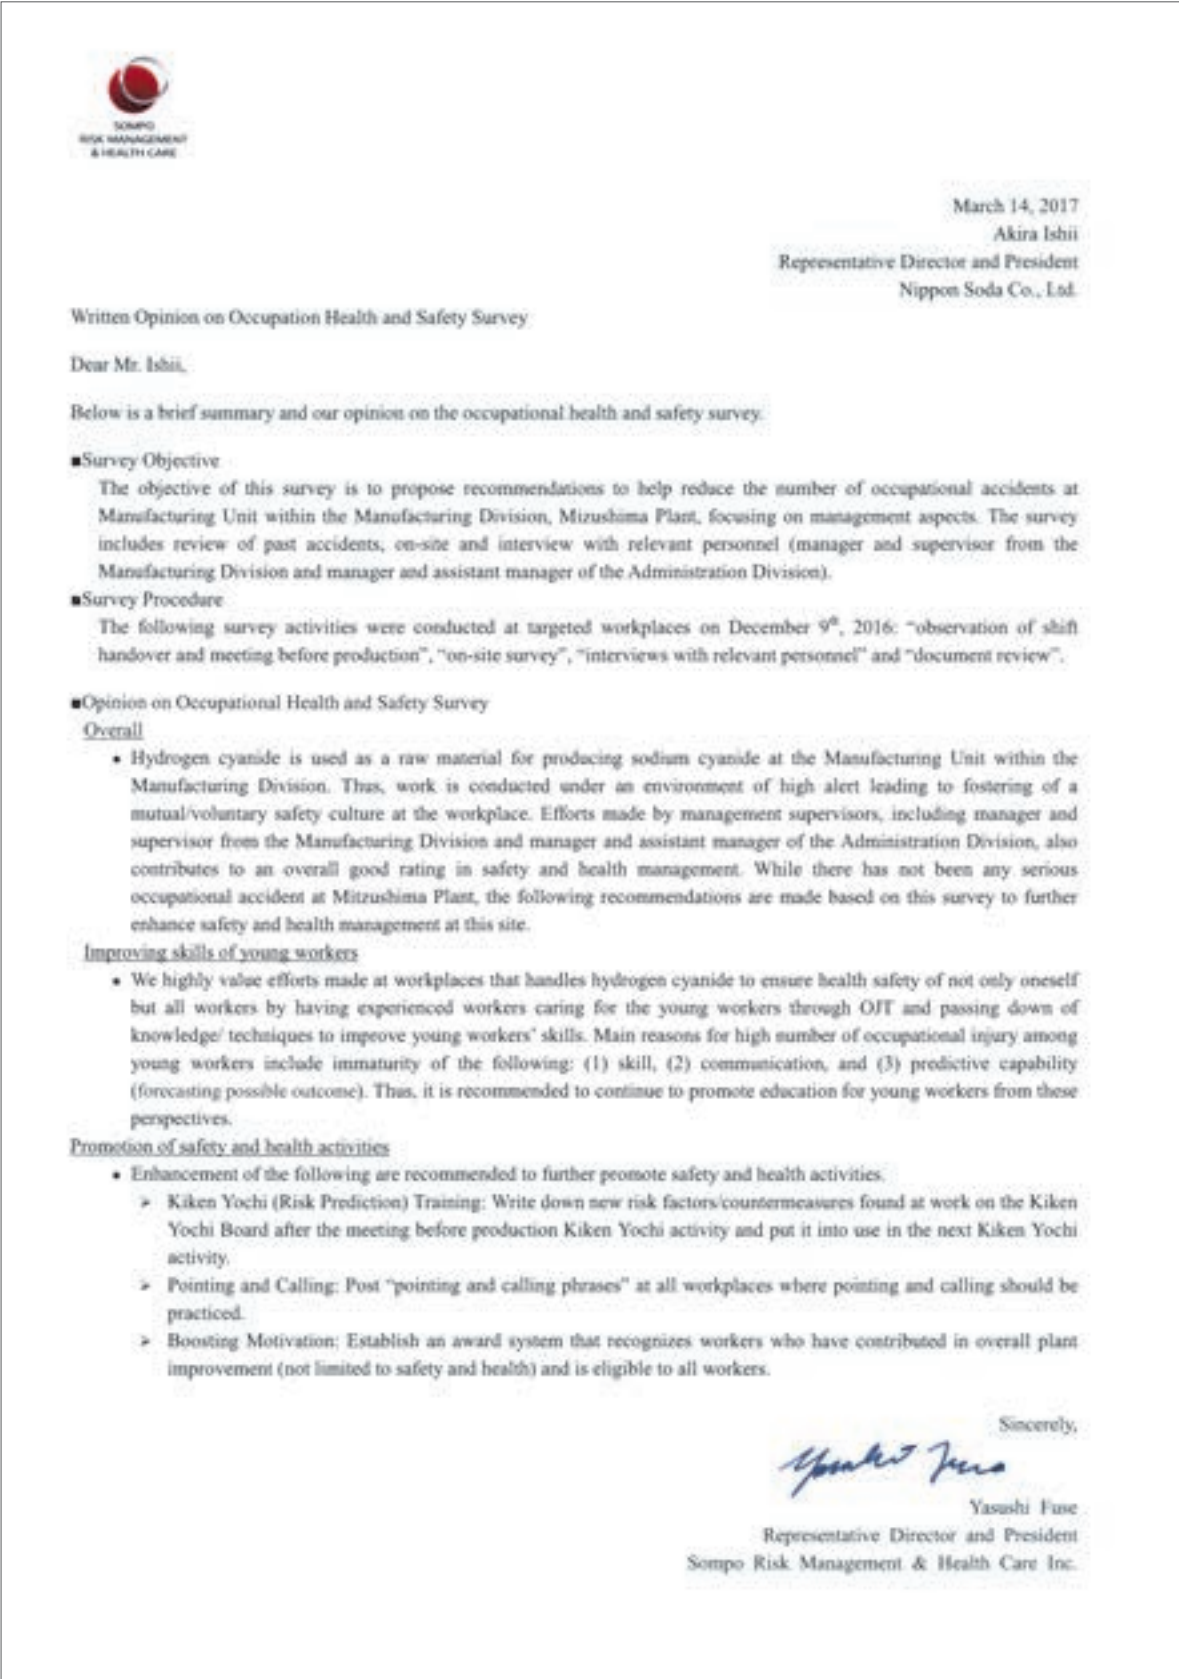 SOMPO
RISK MANAGEMENT
& HEALTH CARE
March 14, 2017
Akira Ishii
Representative Director and President
Nippon Soda Co., Ltd.
Written Opinion on Occupation Health and Safety Survey
Dear Mr. Ishii,
Below is a brief summary and our opinion on the occupational health and safety survey.
■Survey Objective
The objective of this survey is to propose recommendations to help reduce the number of occupational accidents at
Manufacturing Unit within the Manufacturing Division, Mizushima Plant, focusing on management aspects. The survey
includes review of past accidents, on-site and interview with relevant personnel (manager and supervisor from the
Manufacturing Division and manager and assistant manager of the Administration Division).
■Survey Procedure
The following survey activities were conducted at targeted workplaces on December 9th, 2016: “observation of shift
handover and meeting before production”, “on-site survey”, “interviews with relevant personnel” and “document review”.
■Opinion on Occupational Health and Safety Survey
Overall
• Hydrogen cyanide is used as a raw material for producing sodium cyanide at the Manufacturing Unit within the
Manufacturing Division. Thus, work is conducted under an environment of high alert leading to fostering of a
mutual/voluntary safety culture at the workplace. Efforts made by management supervisors, including manager and
supervisor from the Manufacturing Division and manager and assistant manager of the Administration Division, also
contributes to an overall good rating in safety and health management. While there has not been any serious
occupational accident at Mitzushima Plant, the following recommendations are made based on this survey to further
enhance safety and health management at this site.
Improving skills of young workers
• We highly value efforts made at workplaces that handles hydrogen cyanide to ensure health safety of not only oneself
but all workers by having experienced workers caring for the young workers through OJT and passing down of
knowledge/ techniques to improve young workers’ skills. Main reasons for high number of occupational injury among
young workers include immaturity of the following: (1) skill, (2) communication, and (3) predictive capability
(forecasting possible outcome). Thus, it is recommended to continue to promote education for young workers from these
perspectives.
Promotion of safety and health activities
• Enhancement of the following are recommended to further promote safety and health activities.
➢ Kiken Yochi (Risk Prediction) Training: Write down new risk factors/countermeasures found at work on the Kiken
Yochi Board after the meeting before production Kiken Yochi activity and put it into use in the next Kiken Yochi
activity.
➢ Pointing and Calling: Post “pointing and calling phrases” at all workplaces where pointing and calling should be
practiced.
➢ Boosting Motivation: Establish an award system that recognizes workers who have contributed in overall plant
improvement (not limited to safety and health) and is eligible to all workers.
Sincerely,
Yasushi Fuse
Yasushi Fuse
Representative Director and President
Sompo Risk Management & Health Care Inc.